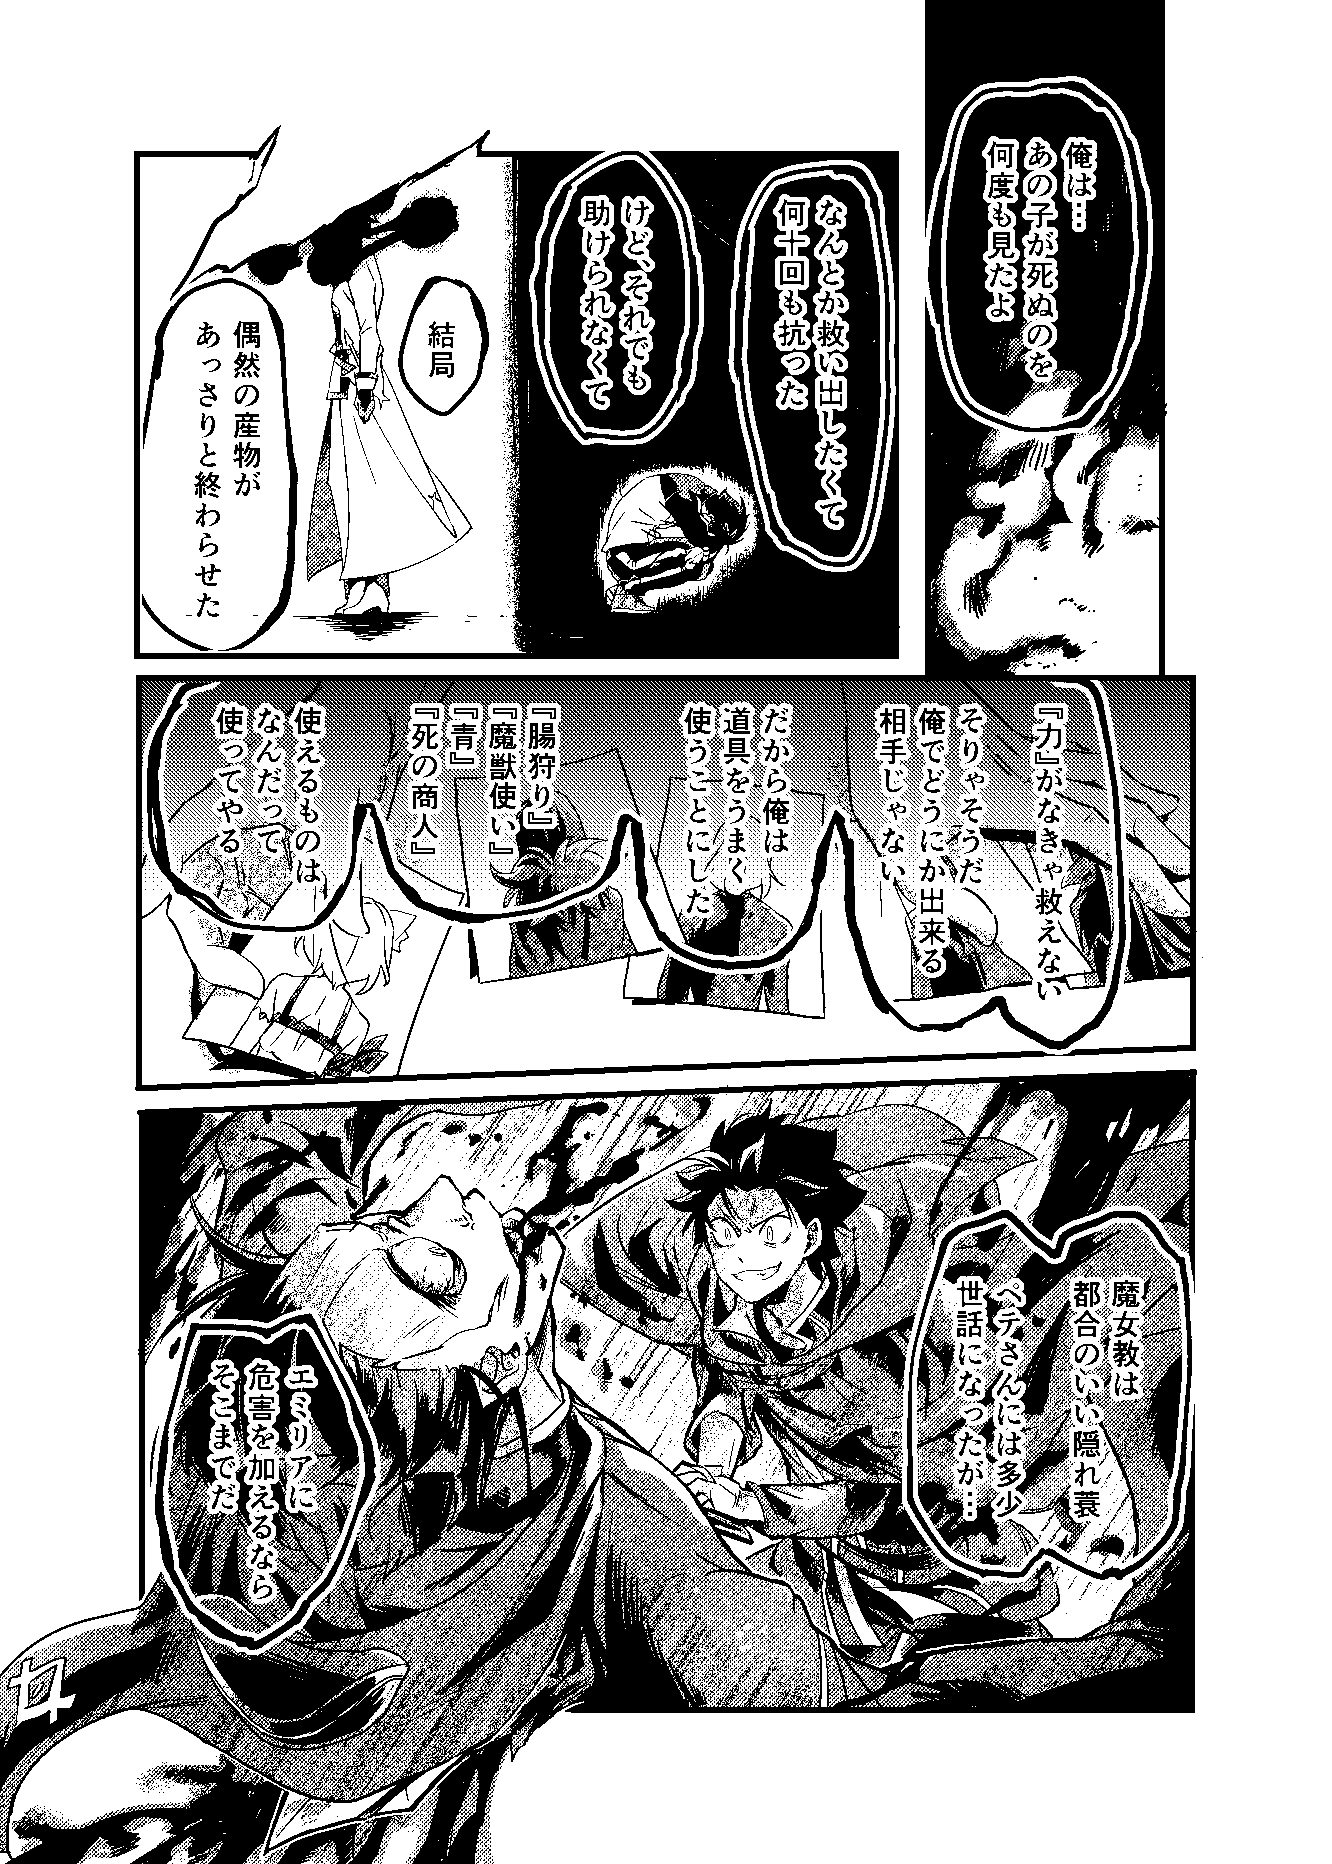 俺は…
あの子が死ぬのを
何度も見たよ
なんとか救い出したくて
何十回も抗った
けど、それでも
助けられなくて
結局
偶然の産物が
あっさりと終わらせた
『力』がなきゃ救えない
そりゃそうだ
俺でどうにか出来る
相手じゃない
だから俺は
道具をうまく
使うことにした
『腸狩り』
『魔獣使い』
『青』
『死の商人』
使えるものは
なんだって
使ってやる
魔女教は
都合のいい隠れ蓑
ペテさんには多少
世話になったが…
エミリアに
危害を加えるなら
そこまでだ